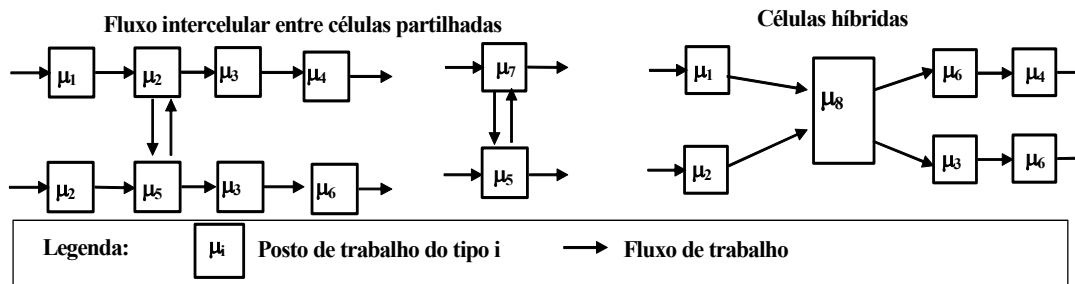 Fluxo intercelular entre células partilhadas
Células híbridas
μ1 μ2 μ3 μ4
μ7
μ1
μ8
μ6 μ4
μ2 μ5 μ3 μ6
μ5
μ2
μ3 μ6
Legenda: μi Posto de trabalho do tipo i Fluxo de trabalho